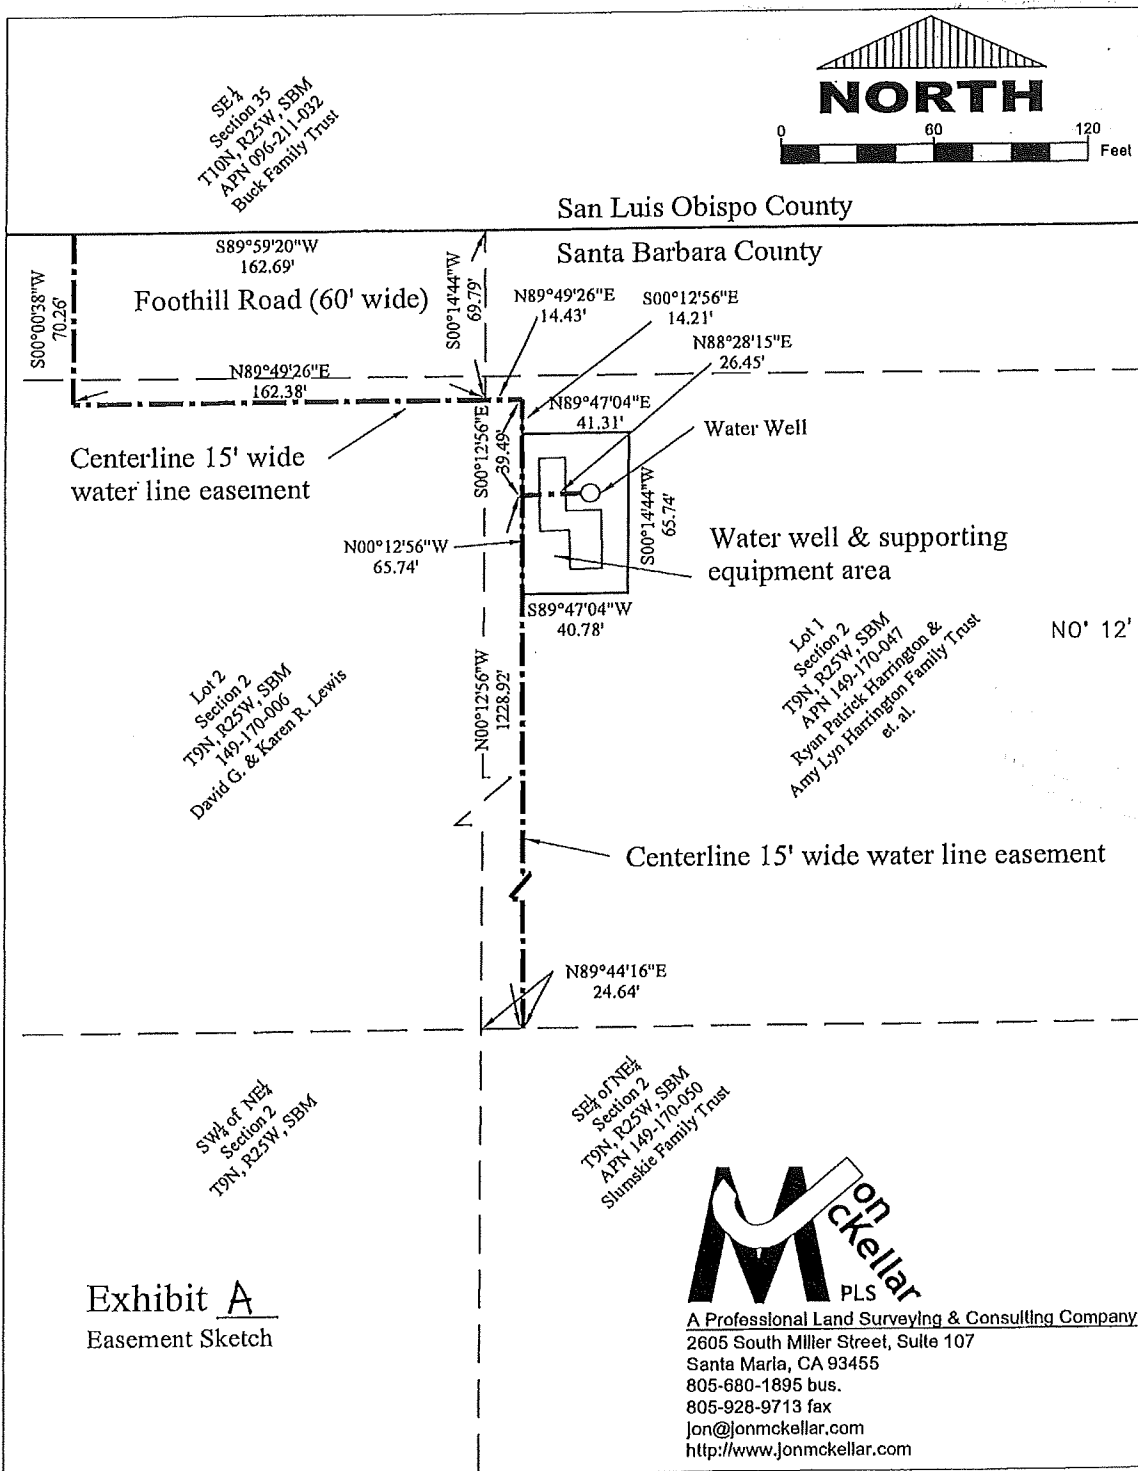 SE¼
Section 35
T10N, R25W, SBM
APN 096-211-032
Buck Family Trust
NORTH
0 60 120
Feet
San Luis Obispo County
Santa Barbara County
S89°59'20"W
162.69'
Foothill Road (60' wide)
S00°00'38"W
70.26'
S00°14'44"W
69.79'
N89°49'26"E
14.43'
S00°12'56"E
14.21'
N88°28'15"E
26.45'
N89°49'26"E
162.38'
Centerline 15' wide
water line easement
S00°12'56"E
39.49'
N89°47'04"E
41.31'
Water Well
S00°14'44"W
65.74'
N00°12'56"W
65.74'
Water well & supporting
equipment area
S89°47'04"W
40.78'
N00°12'56"W
1228.92'
Lot 2
Section 2
T9N, R25W, SBM
149-170-006
David G. & Karen R. Lewis
Lot 1
Section 2
T9N, R25W, SBM
APN 149-170-047
Ryan Patrick Harrington &
Amy Lyn Harrington Family Trust
et. al.
N0° 12'
Centerline 15' wide water line easement
N89°44'16"E
24.64'
SW¼ of NE¼
Section 2
T9N, R25W, SBM
SE¼ of NE¼
Section 2
T9N, R25W, SBM
APN 149-170-050
Slumskie Family Trust
Exhibit A
Easement Sketch
Jon
McKellar
PLS
A Professional Land Surveying & Consulting Company
2605 South Miller Street, Suite 107
Santa Maria, CA 93455
805-680-1895 bus.
805-928-9713 fax
jon@jonmckellar.com
http://www.jonmckellar.com